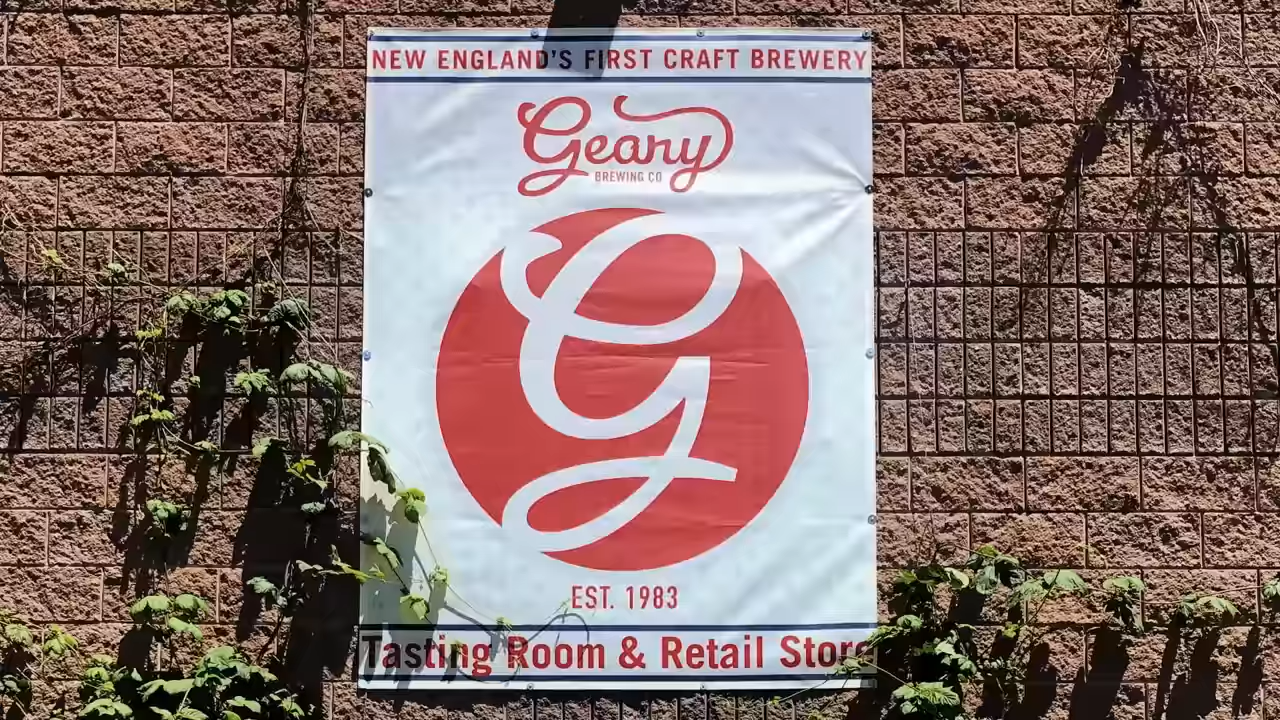 NEW ENGLAND'S FIRST CRAFT BREWERY
Geary
BREWING CO
G
EST. 1983
Tasting Room & Retail Store